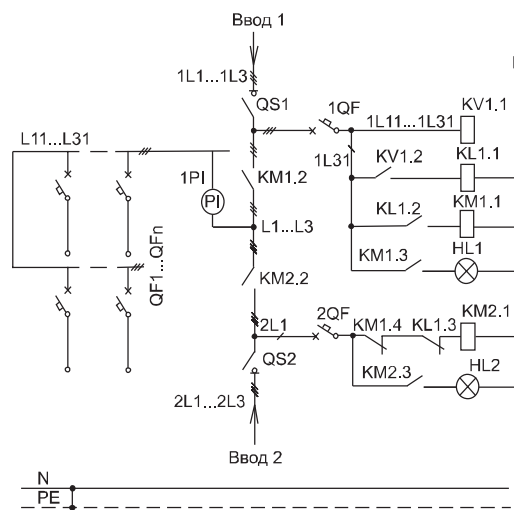 Ввод 1
1L1...1L3
QS1
1QF
1L11...1L31
KV1.1
L11...L31
1L31
KV1.2
KL1.1
1PI
KM1.2
PI
KL1.2
KM1.1
L1...L3
KM1.3
HL1
QF1...QFn
KM2.2
2L1
2QF
KM1.4
KL1.3
KM2.1
QS2
KM2.3
HL2
2L1...2L3
Ввод 2
N
PE